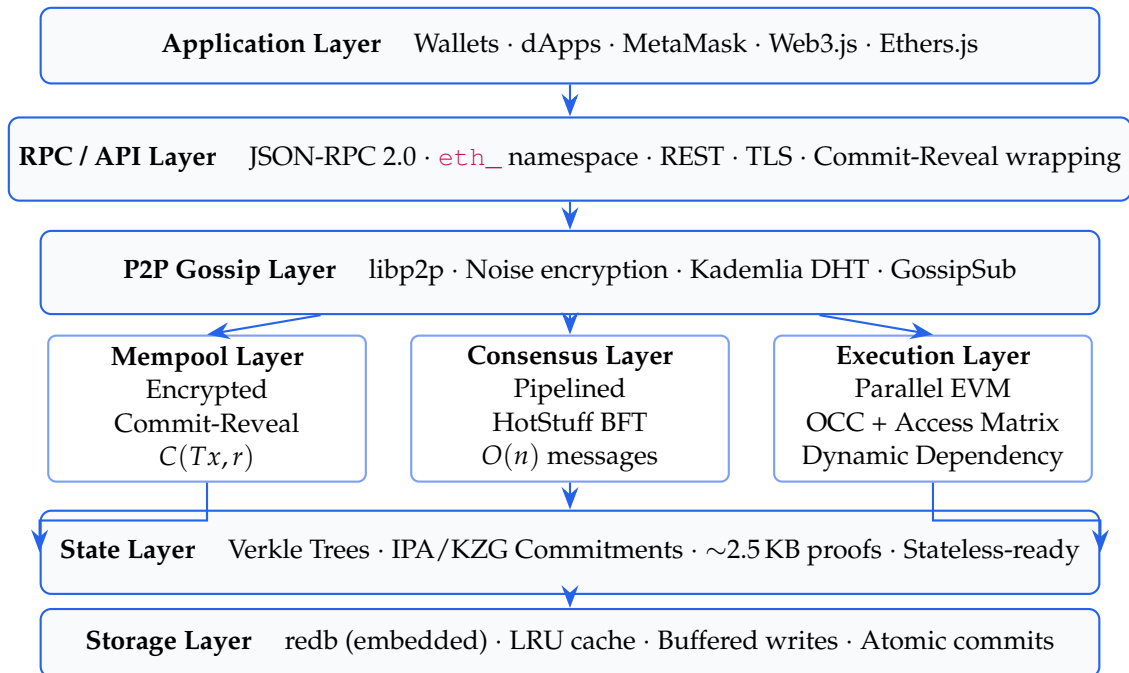 Application Layer Wallets · dApps · MetaMask · Web3.js · Ethers.js
RPC / API Layer JSON-RPC 2.0 · eth_ namespace · REST · TLS · Commit-Reveal wrapping
P2P Gossip Layer libp2p · Noise encryption · Kademlia DHT · GossipSub
Mempool Layer
Encrypted
Commit-Reveal
C(Tx, r)
Consensus Layer
Pipelined
HotStuff BFT
O(n) messages
Execution Layer
Parallel EVM
OCC + Access Matrix
Dynamic Dependency
State Layer Verkle Trees · IPA/KZG Commitments · ∼2.5 KB proofs · Stateless-ready
Storage Layer redb (embedded) · LRU cache · Buffered writes · Atomic commits